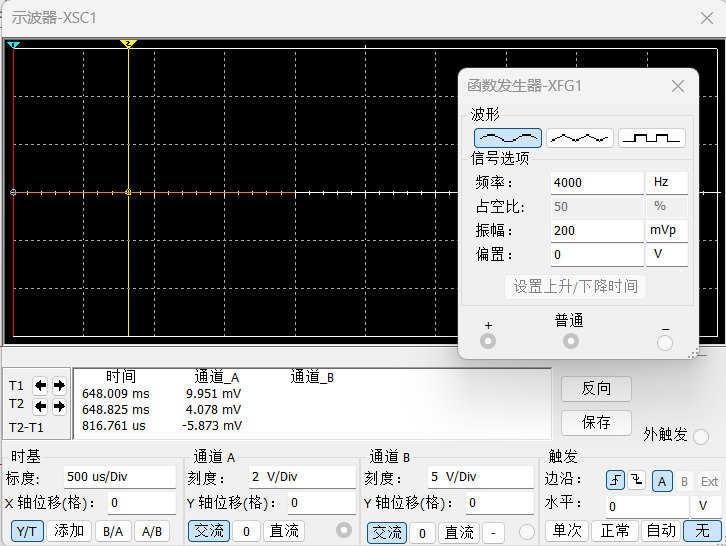 示波器-XSC1
1
2
函数发生器-XFG1
波形
信号选项
频率： 4000 Hz
占空比: 50 %
振幅： 200 mVp
偏置： 0 V
设置上升/下降时间
+ 普通 −
时间 通道_A 通道_B
T1 648.009 ms 9.951 mV
T2 648.825 ms 4.078 mV
T2-T1 816.761 us -5.873 mV
反向
保存
外触发
时基
标度: 500 us/Div
X 轴位移(格)： 0
Y/T 添加 B/A A/B
通道 A
刻度： 2 V/Div
Y 轴位移(格)： 0
交流 0 直流
通道 B
刻度： 5 V/Div
Y 轴位移(格)： 0
交流 0 直流 -
触发
边沿： A B Ext
水平： 0 V
单次 正常 自动 无